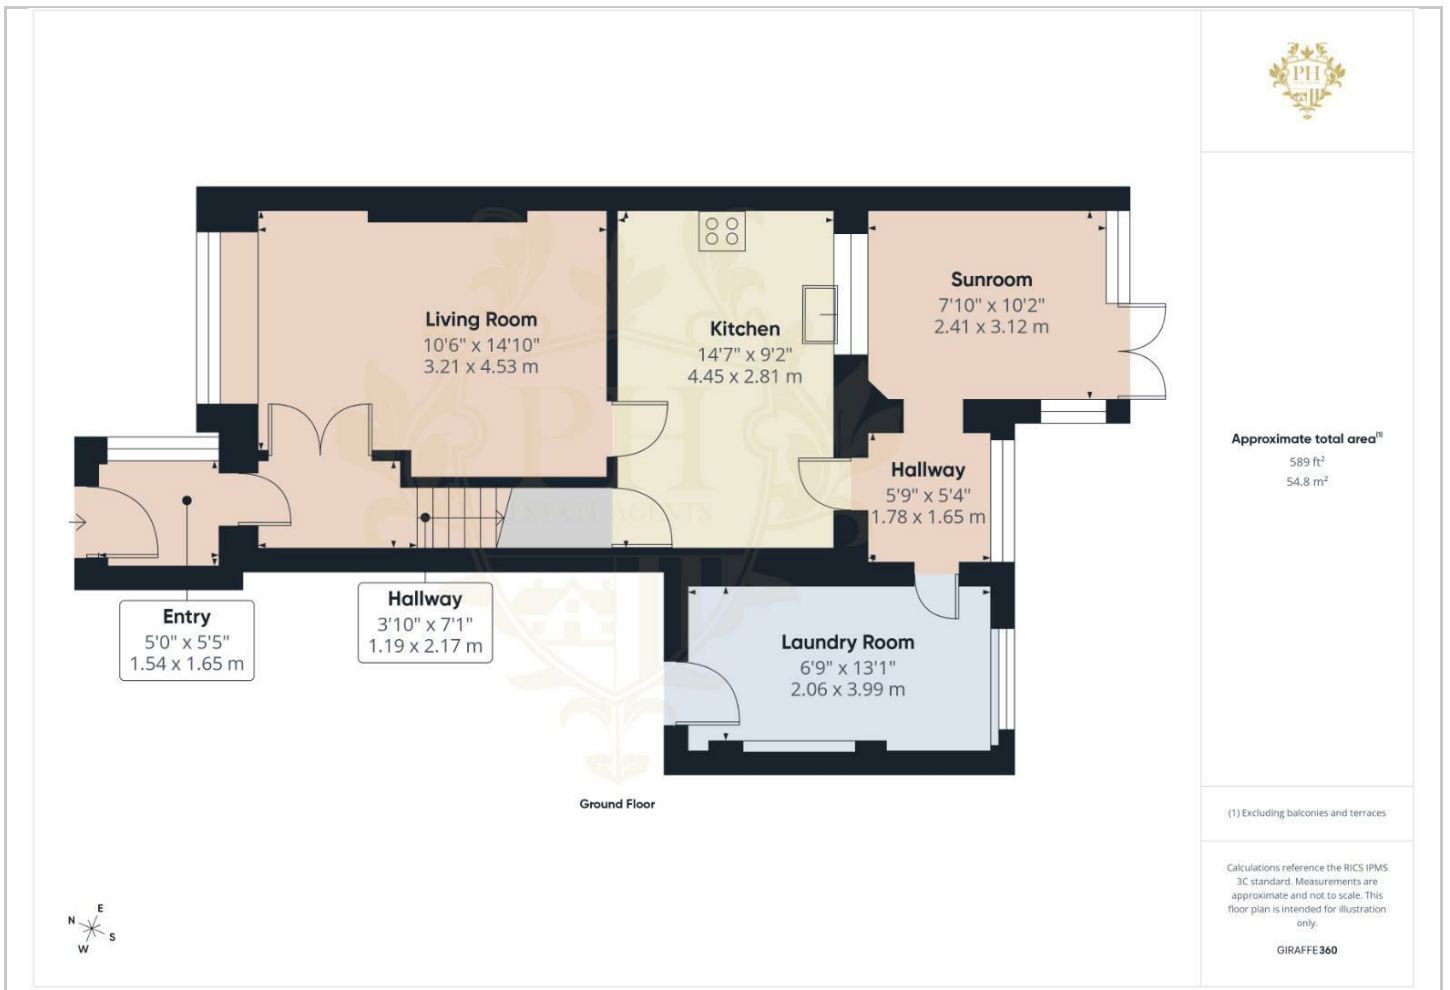 PH
Living Room
10'6" x 14'10"
3.21 x 4.53 m
Kitchen
14'7" x 9'2"
4.45 x 2.81 m
Sunroom
7'10" x 10'2"
2.41 x 3.12 m
Hallway
5'9" x 5'4"
1.78 x 1.65 m
Entry
5'0" x 5'5"
1.54 x 1.65 m
Hallway
3'10" x 7'1"
1.19 x 2.17 m
Laundry Room
6'9" x 13'1"
2.06 x 3.99 m
PH
ESTATE AGENTS
Ground Floor
N
E
S
W
Approximate total area(1)
589 ft²
54.8 m²
(1) Excluding balconies and terraces
Calculations reference the RICS IPMS
3C standard. Measurements are
approximate and not to scale. This
floor plan is intended for illustration
only.
GIRAFFE360